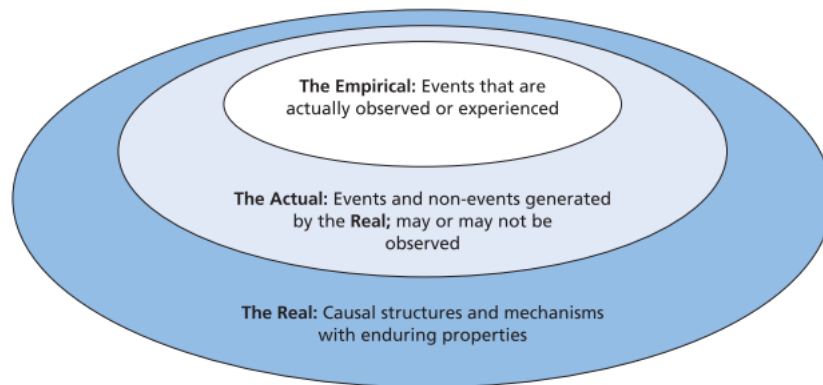 The Empirical: Events that are
actually observed or experienced
The Actual: Events and non-events generated
by the Real; may or may not be
observed
The Real: Causal structures and mechanisms
with enduring properties